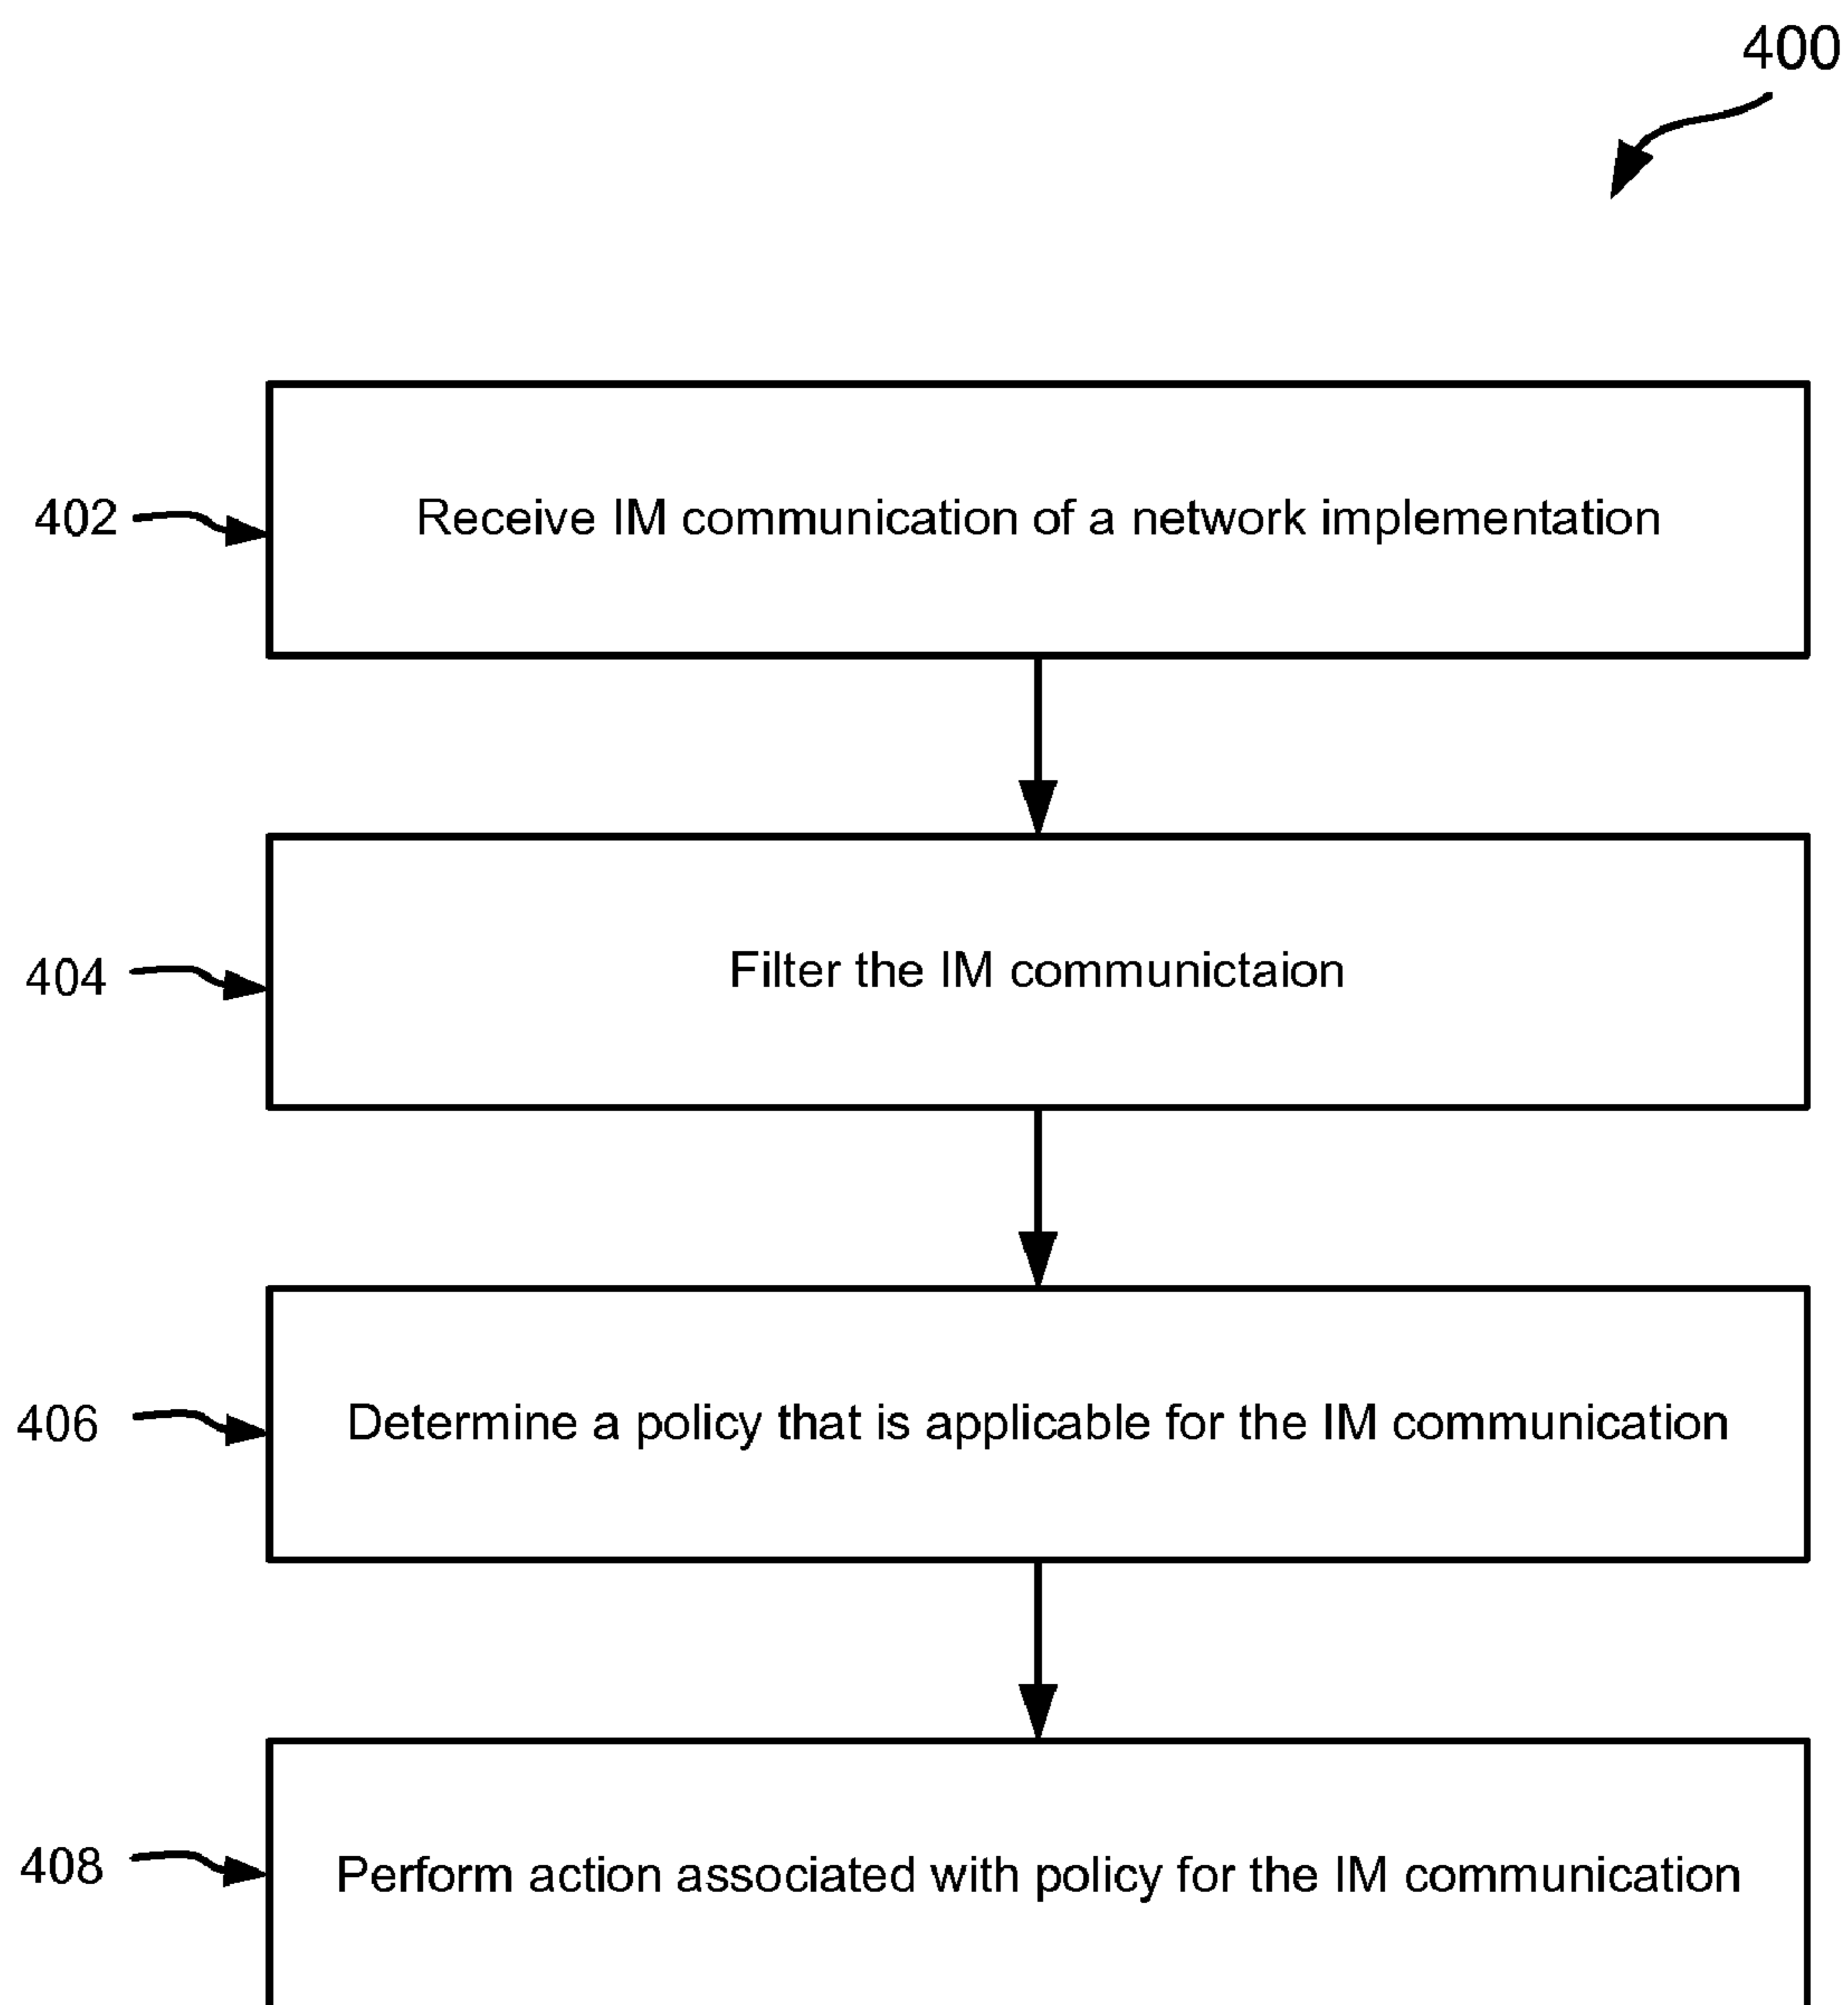 400
402
Receive IM communication of a network implementation
404
Filter the IM communictaion
406
Determine a policy that is applicable for the IM communication
408
Perform action associated with policy for the IM communication